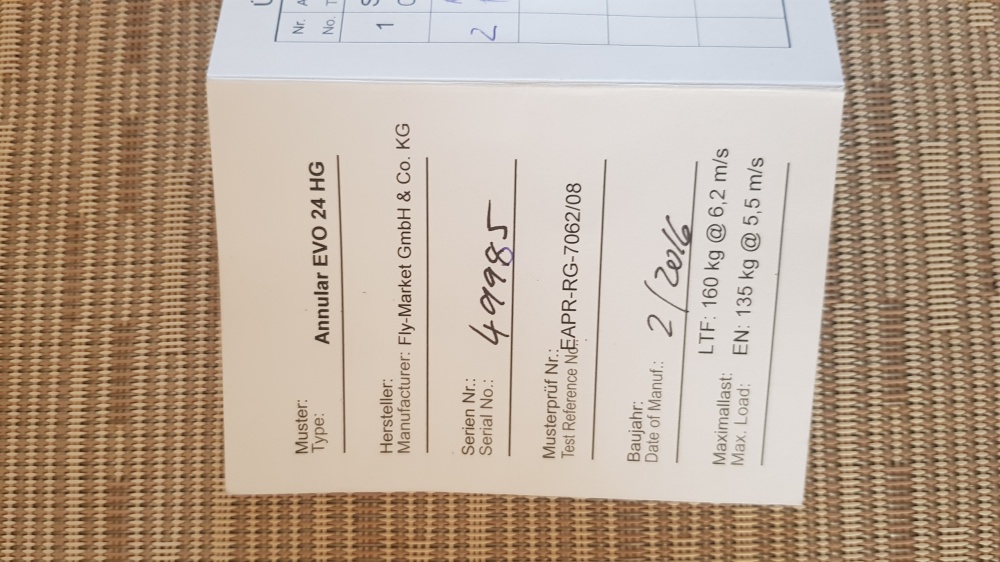 Nr.
No.
1
2
Muster:
Type: Annular EVO 24 HG
Hersteller:
Manufacturer: Fly-Market GmbH & Co. KG
Serien Nr.:
Serial No.: 49985
Musterprüf Nr.:
Test Reference No. EAPR-RG-7062/08
Baujahr:
Date of Manuf.: 2/2016
Maximallast: LTF: 160 kg @ 6,2 m/s
Max. Load: EN: 135 kg @ 5,5 m/s